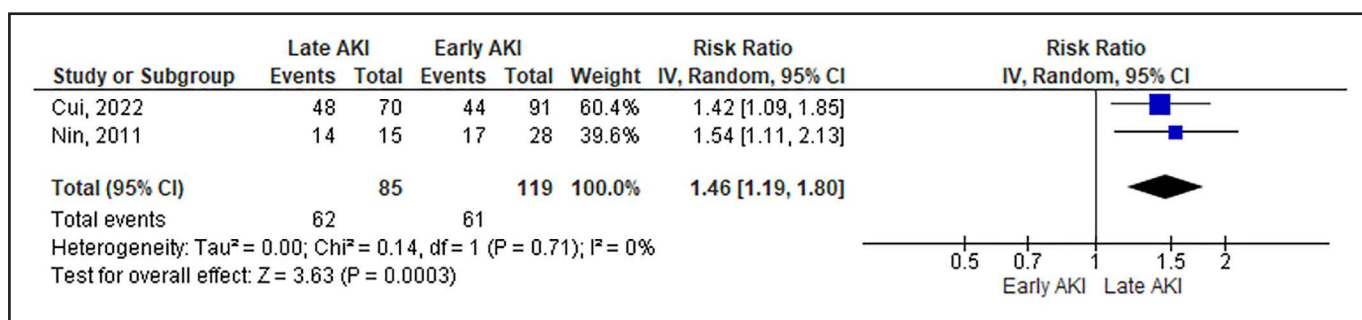 Late AKI Early AKI Risk Ratio Risk Ratio
Study or Subgroup Events Total Events Total Weight IV, Random, 95% CI IV, Random, 95% CI
Cui, 2022 48 70 44 91 60.4% 1.42 [1.09, 1.85]
Nin, 2011 14 15 17 28 39.6% 1.54 [1.11, 2.13]
Total (95% CI) 85 119 100.0% 1.46 [1.19, 1.80]
Total events 62 61
Heterogeneity: Tau² = 0.00; Chi² = 0.14, df = 1 (P = 0.71); I² = 0%
Test for overall effect: Z = 3.63 (P = 0.0003)
0.5 0.7 1 1.5 2
Early AKI Late AKI